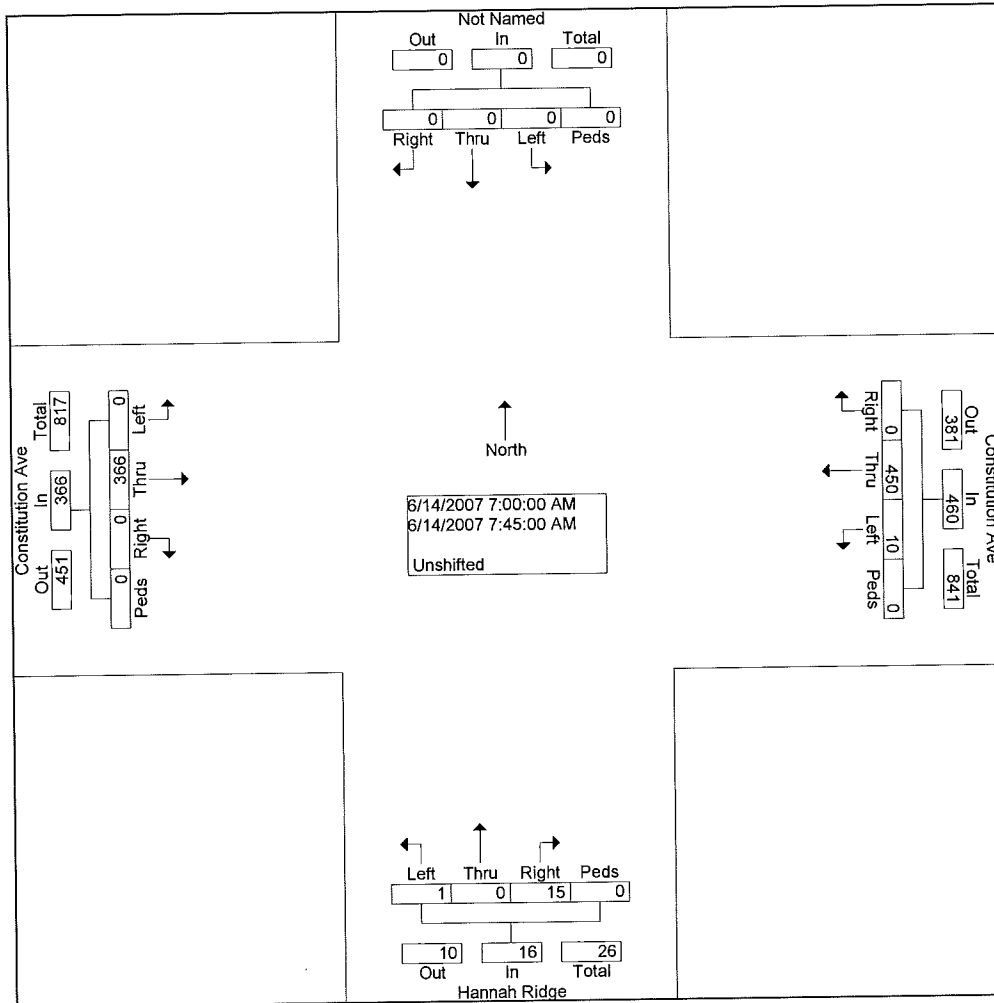 Not Named
Out In Total
0 0 0
0 0 0 0
Right Thru Left Peds
Constitution Ave
Out In Total
451 366 817
0 366 0 0
Left Thru Right Peds
North
6/14/2007 7:00:00 AM
6/14/2007 7:45:00 AM
Unshifted
Right Thru Left Peds
0 450 10 0
Out In Total
381 460 841
Constitution Ave
Left Thru Right Peds
1 0 15 0
10 16 26
Out In Total
Hannah Ridge